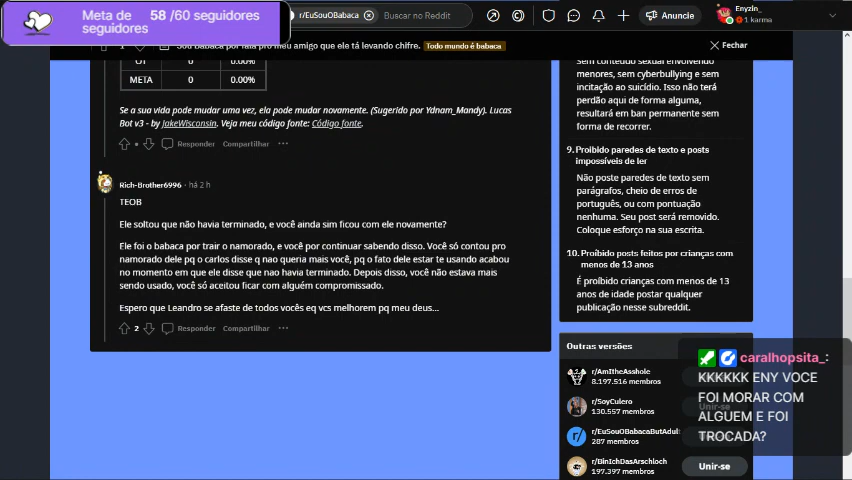 Meta de 58 /60 seguidores
seguidores
r/EuSouOBabaca
Buscar no Reddit
Anuncie
Enyzin_
1 karma
Sou babaca por fala pro meu amigo que ele tá levando chifre. Todo mundo é babaca
Fechar
OT 0 0.00%
META 0 0.00%
Se a sua vida pode mudar uma vez, ela pode mudar novamente. (Sugerido por Ydnam_Mandy). Lucas
Bot v3 - by JakeWisconsin. Veja meu código fonte: Código fonte.
Responder Compartilhar ...
Rich-Brother6996 · há 2 h
TEOB
Ele soltou que não havia terminado, e você ainda sim ficou com ele novamente?
Ele foi o babaca por trair o namorado, e você por continuar sabendo disso. Você só contou pro
namorado dele pq o carlos disse q nao queria mais você, pq o fato dele estar te usando acabou
no momento em que ele disse que nao havia terminado. Depois disso, você não estava mais
sendo usado, você só aceitou ficar com alguém compromissado.
Espero que Leandro se afaste de todos vocês eq vcs melhorem pq meu deus...
2 Responder Compartilhar ...
Sem conteúdo sexual envolvendo
menores, sem cyberbullying e sem
incitação ao suicídio. Isso não terá
perdão aqui de forma alguma,
resultará em ban permanente sem
forma de recorrer.
9. Proibido paredes de texto e posts
impossíveis de ler
Não poste paredes de texto sem
parágrafos, cheio de erros de
português, ou com pontuação
nenhuma. Seu post será removido.
Coloque esforço na sua escrita.
10. Proíbido posts feitos por crianças com
menos de 13 anos
É proibido crianças com menos de 13
anos de idade postar qualquer
publicação nesse subreddit.
Outras versões
r/AmItheAsshole
8.197.516 membros
r/SoyCulero
130.557 membros
Unir-se
r/EuSouOBabacaButAdul
287 membros
r/BinIchDasArschloch
197.397 membros
Unir-se
caralhopsita_:
KKKKKK ENY VOCE
FOI MORAR COM
ALGUEM E FOI
TROCADA?